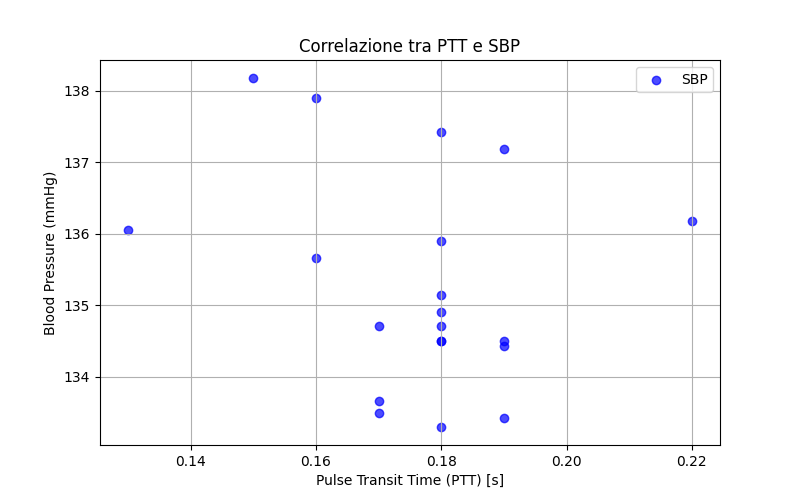 Correlazione tra PTT e SBP
SBP
138
137
136
135
134
Blood Pressure (mmHg)
0.14 0.16 0.18 0.20 0.22
Pulse Transit Time (PTT) [s]